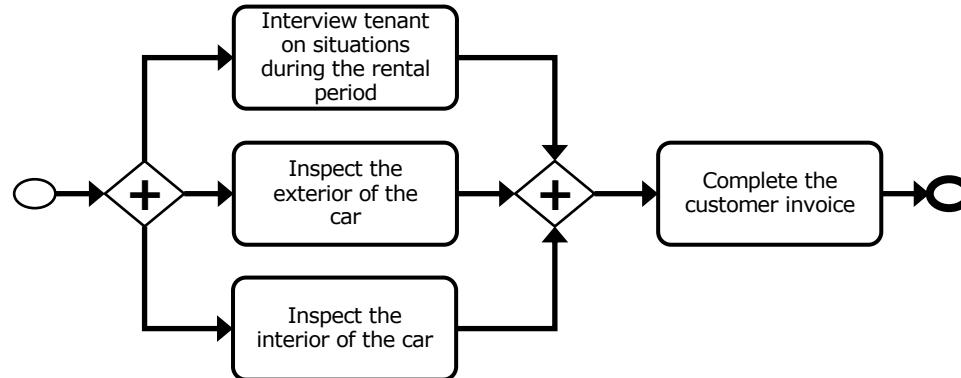 Interview tenant
on situations
during the rental
period
Inspect the
exterior of the
car
Complete the
customer invoice
Inspect the
interior of the car